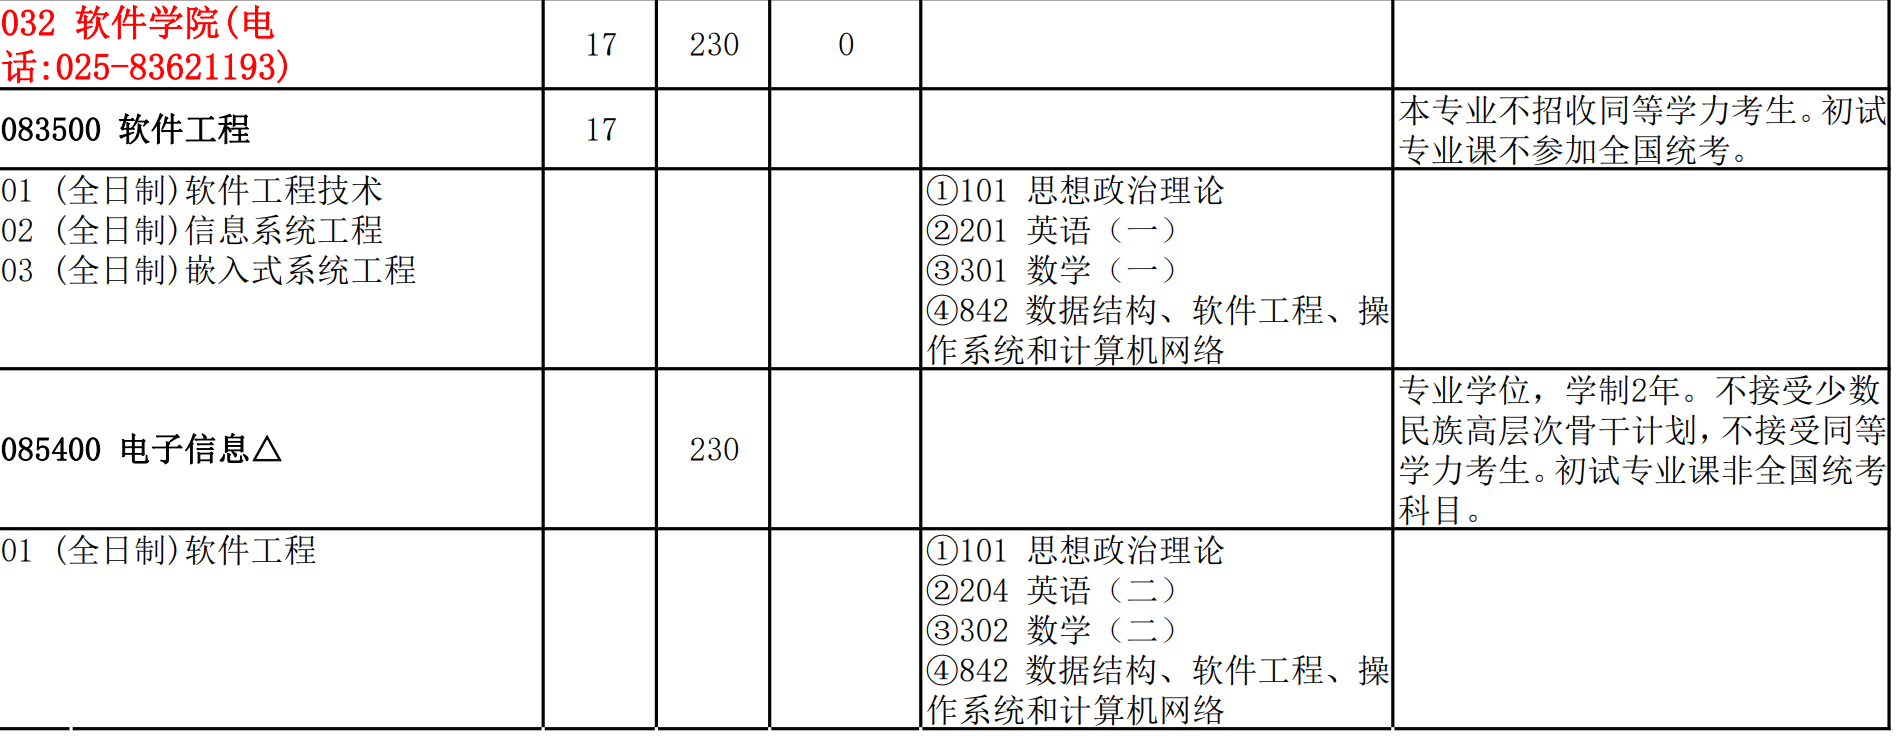 032 软件学院(电
话:025-83621193)
17
230
0
083500 软件工程
17
本专业不招收同等学力考生。初试
专业课不参加全国统考。
01 (全日制)软件工程技术
02 (全日制)信息系统工程
03 (全日制)嵌入式系统工程
①101 思想政治理论
②201 英语（一）
③301 数学（一）
④842 数据结构、软件工程、操
作系统和计算机网络
085400 电子信息△
230
专业学位，学制2年。不接受少数
民族高层次骨干计划，不接受同等
学力考生。初试专业课非全国统考
科目。
01 (全日制)软件工程
①101 思想政治理论
②204 英语（二）
③302 数学（二）
④842 数据结构、软件工程、操
作系统和计算机网络